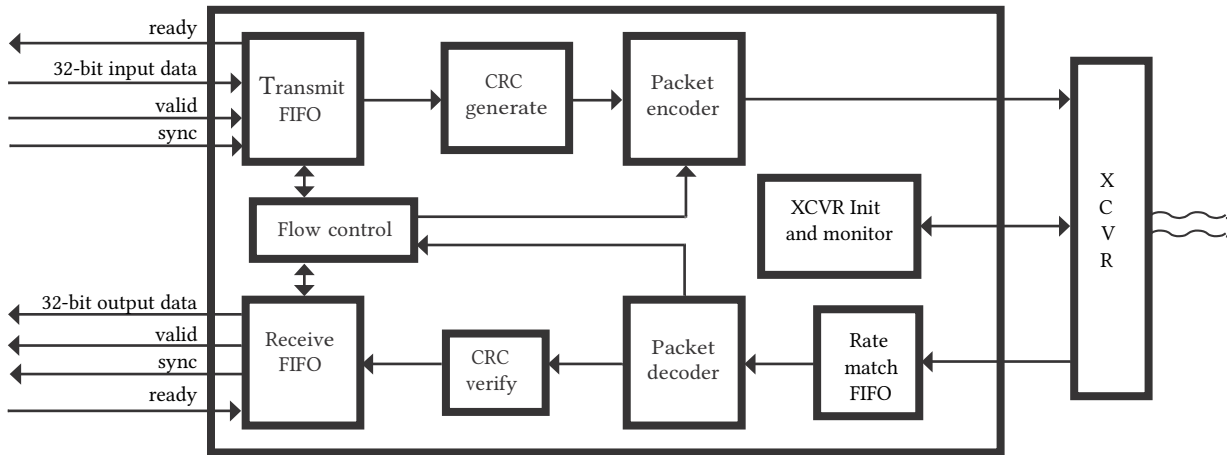 ready
32-bit input data
valid
sync
Transmit
FIFO
CRC
generate
Packet
encoder
Flow control
XCVR Init
and monitor
X
C
V
R
32-bit output data
valid
sync
ready
Receive
FIFO
CRC
verify
Packet
decoder
Rate
match
FIFO